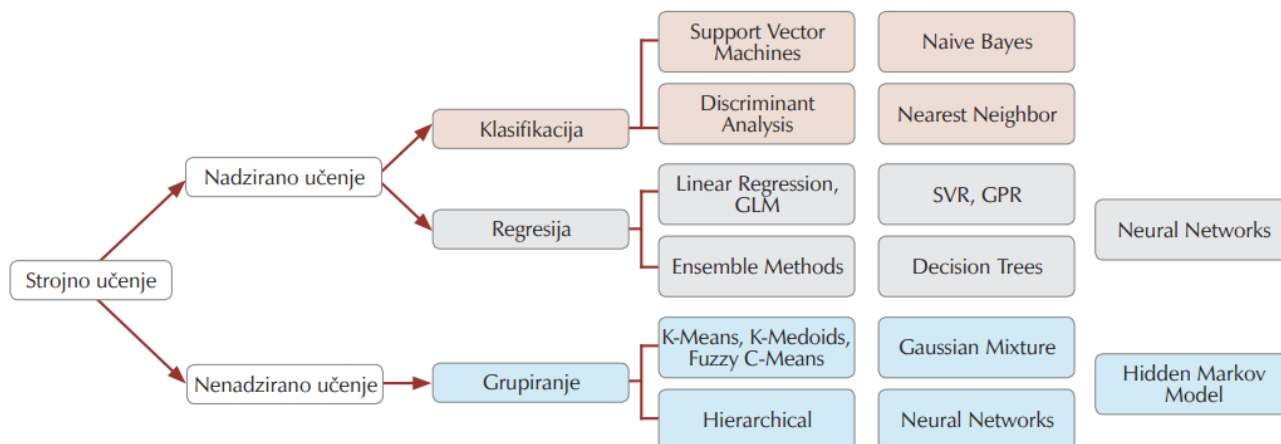 Support Vector
Machines
Naive Bayes
Klasifikacija
Discriminant
Analysis
Nearest Neighbor
Nadzirano učenje
Linear Regression,
GLM
SVR, GPR
Regresija
Neural Networks
Ensemble Methods
Decision Trees
Strojno učenje
K-Means, K-Medoids,
Fuzzy C-Means
Gaussian Mixture
Nenadzirano učenje
Grupiranje
Hidden Markov
Model
Hierarchical
Neural Networks